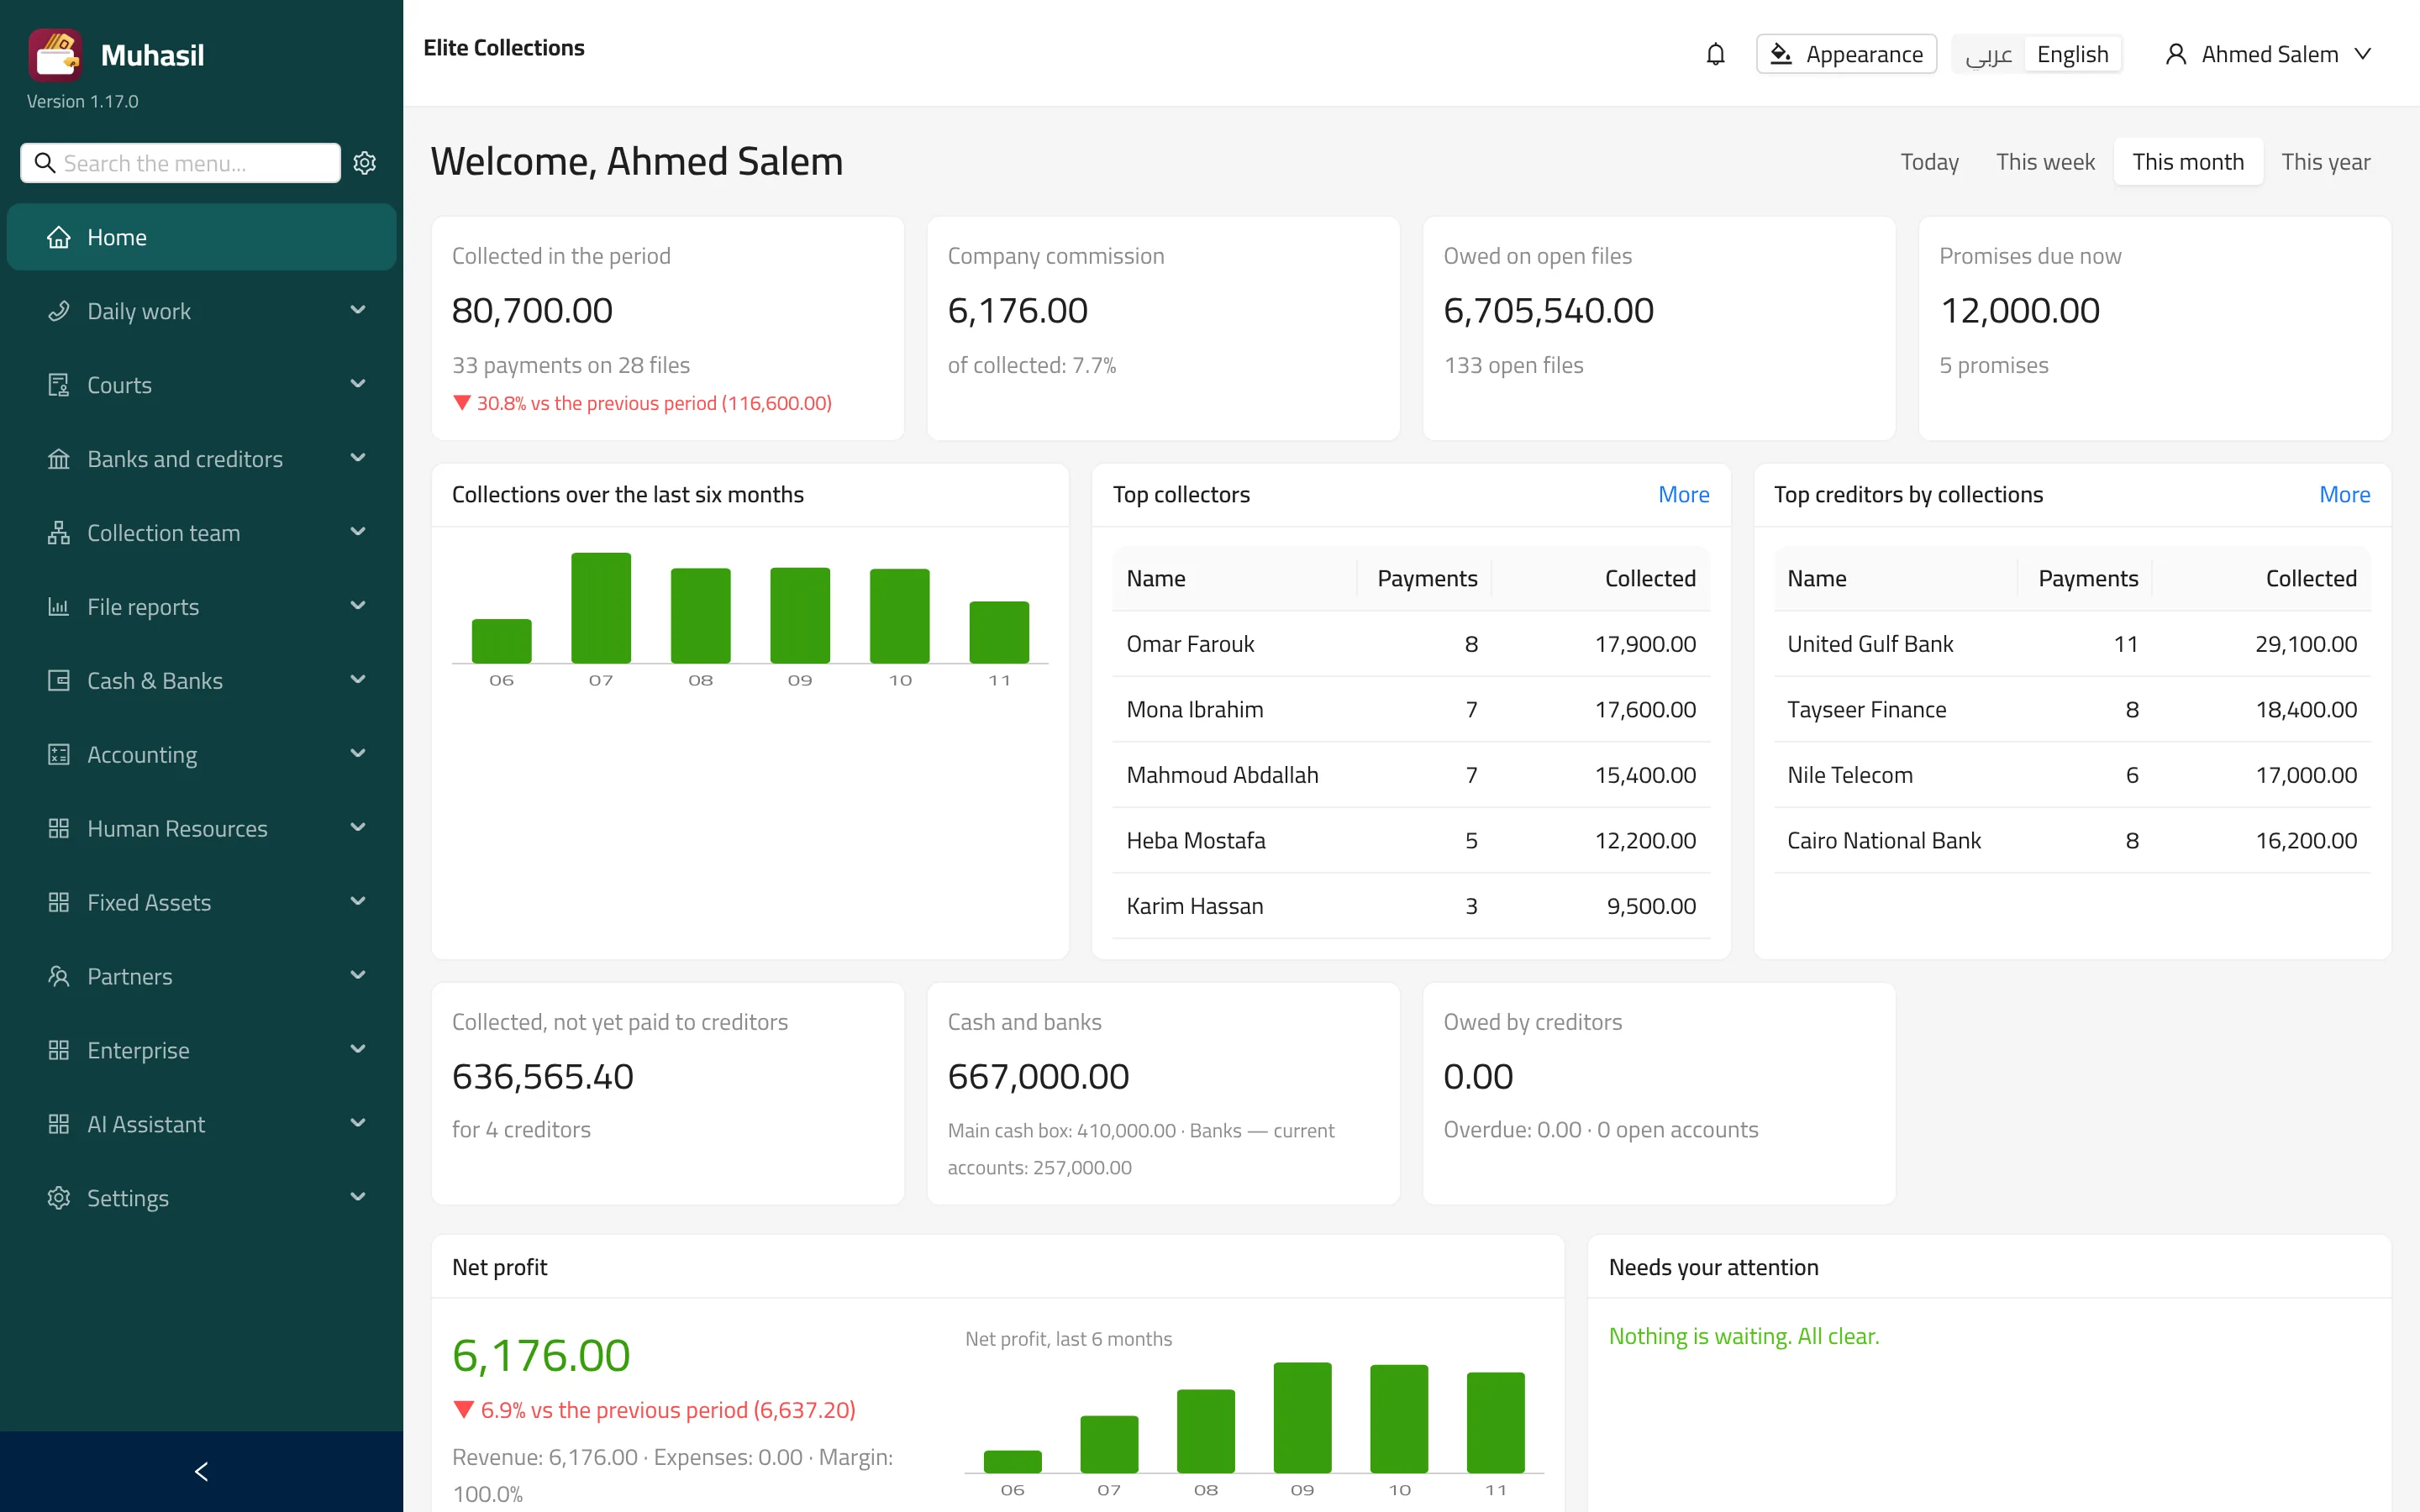 Muhasil
Version 1.17.0
Search the menu...
Home
Daily work
Courts
Banks and creditors
Collection team
File reports
Cash & Banks
Accounting
Human Resources
Fixed Assets
Partners
Enterprise
AI Assistant
Settings
Elite Collections
Appearance
عربي
English
Ahmed Salem
Welcome, Ahmed Salem
Today
This week
This month
This year
Collected in the period
80,700.00
33 payments on 28 files
▼ 30.8% vs the previous period (116,600.00)
Company commission
6,176.00
of collected: 7.7%
Owed on open files
6,705,540.00
133 open files
Promises due now
12,000.00
5 promises
Collections over the last six months
06 07 08 09 10 11
Top collectors
More
Name Payments Collected
Omar Farouk 8 17,900.00
Mona Ibrahim 7 17,600.00
Mahmoud Abdallah 7 15,400.00
Heba Mostafa 5 12,200.00
Karim Hassan 3 9,500.00
Top creditors by collections
More
Name Payments Collected
United Gulf Bank 11 29,100.00
Tayseer Finance 8 18,400.00
Nile Telecom 6 17,000.00
Cairo National Bank 8 16,200.00
Collected, not yet paid to creditors
636,565.40
for 4 creditors
Cash and banks
667,000.00
Main cash box: 410,000.00 · Banks — current
accounts: 257,000.00
Owed by creditors
0.00
Overdue: 0.00 · 0 open accounts
Net profit
6,176.00
▼ 6.9% vs the previous period (6,637.20)
Revenue: 6,176.00 · Expenses: 0.00 · Margin:
100.0%
Net profit, last 6 months
06 07 08 09 10 11
Needs your attention
Nothing is waiting. All clear.